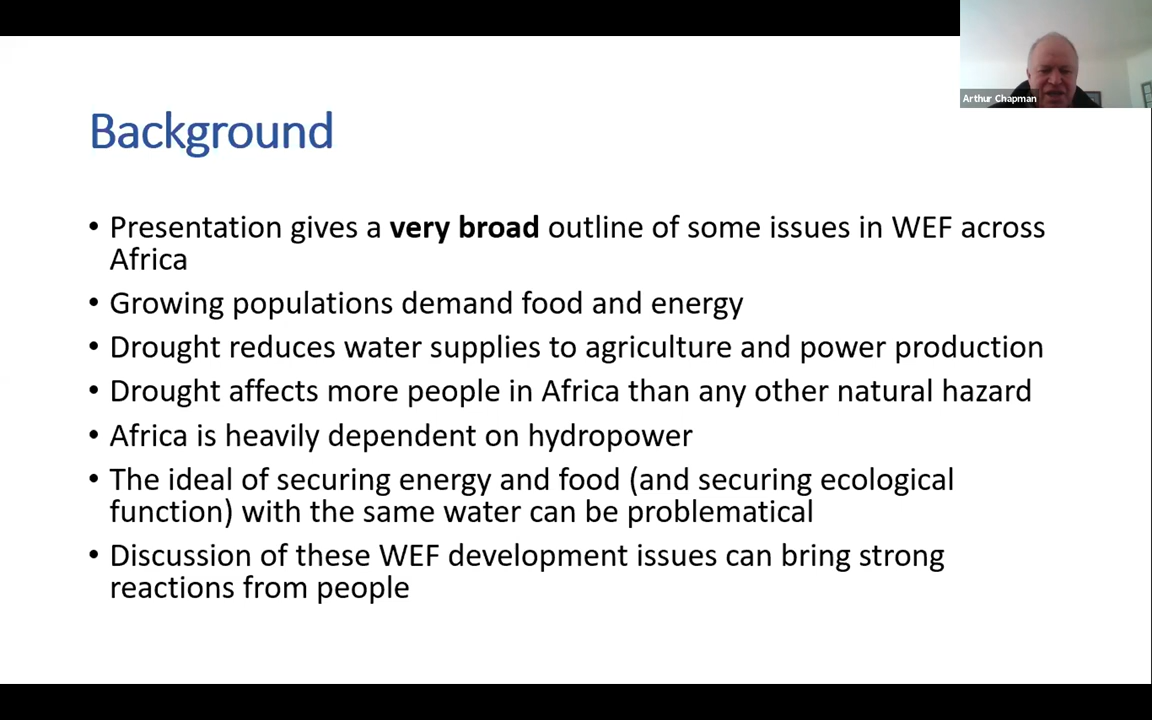 Arthur Chapman
Background
• Presentation gives a very broad outline of some issues in WEF across
Africa
• Growing populations demand food and energy
• Drought reduces water supplies to agriculture and power production
• Drought affects more people in Africa than any other natural hazard
• Africa is heavily dependent on hydropower
• The ideal of securing energy and food (and securing ecological
function) with the same water can be problematical
• Discussion of these WEF development issues can bring strong
reactions from people